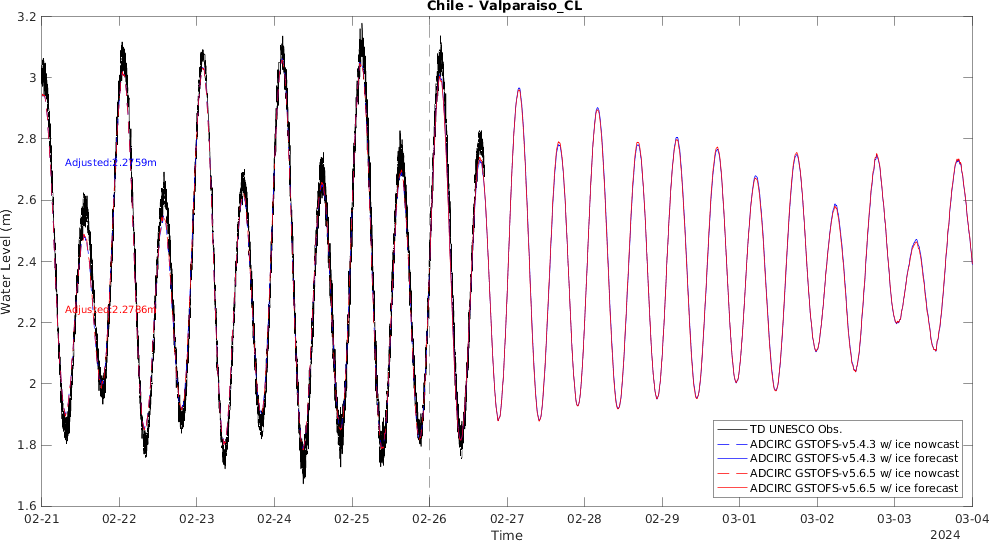 Chile - Valparaiso_CL
3.2
3
2.8
2.6
2.4
2.2
2
1.8
1.6
Water Level (m)
Adjusted:2.2759m
Adjusted:2.2786m
TD UNESCO Obs.
ADCIRC GSTOFS-v5.4.3 w/ ice nowcast
ADCIRC GSTOFS-v5.4.3 w/ ice forecast
ADCIRC GSTOFS-v5.6.5 w/ ice nowcast
ADCIRC GSTOFS-v5.6.5 w/ ice forecast
02-21 02-22 02-23 02-24 02-25 02-26 02-27 02-28 02-29 03-01 03-02 03-03 03-04
Time
2024